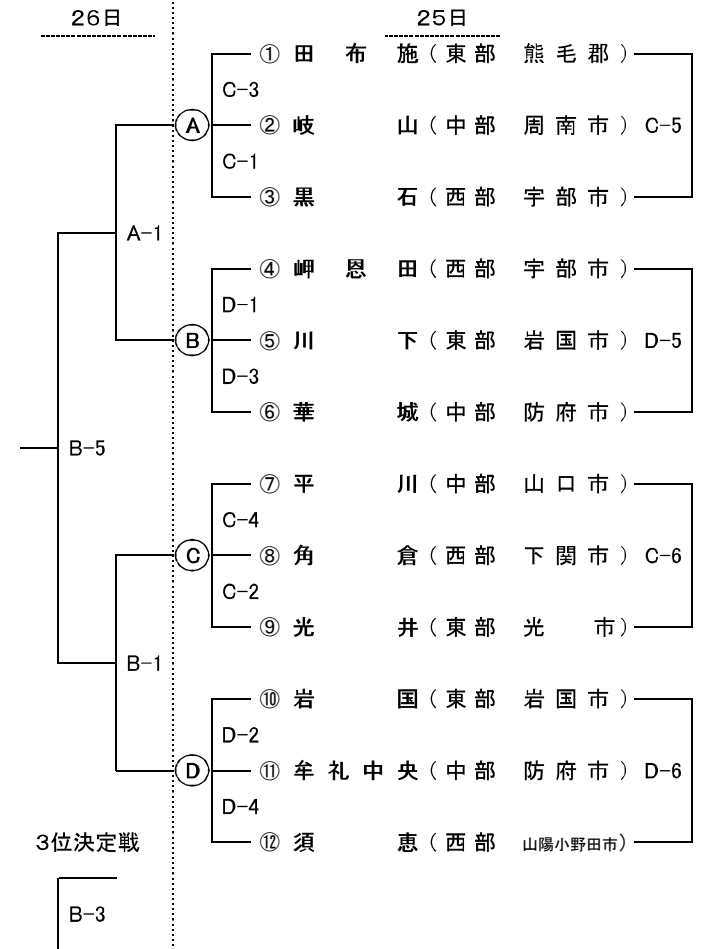 26日 25日
① 田布施（東部 熊毛郡）
C-3
Ⓐ ② 岐山（中部 周南市） C-5
C-1
③ 黒石（西部 宇部市）
A-1
④ 岬恩田（西部 宇部市）
D-1
Ⓑ ⑤ 川下（東部 岩国市） D-5
D-3
⑥ 華城（中部 防府市）
B-5
⑦ 平川（中部 山口市）
C-4
Ⓒ ⑧ 角倉（西部 下関市） C-6
C-2
⑨ 光井（東部 光市）
B-1
⑩ 岩国（東部 岩国市）
D-2
Ⓓ ⑪ 牟礼中央（中部 防府市） D-6
D-4
3位決定戦 ⑫ 須恵（西部 山陽小野田市）
B-3